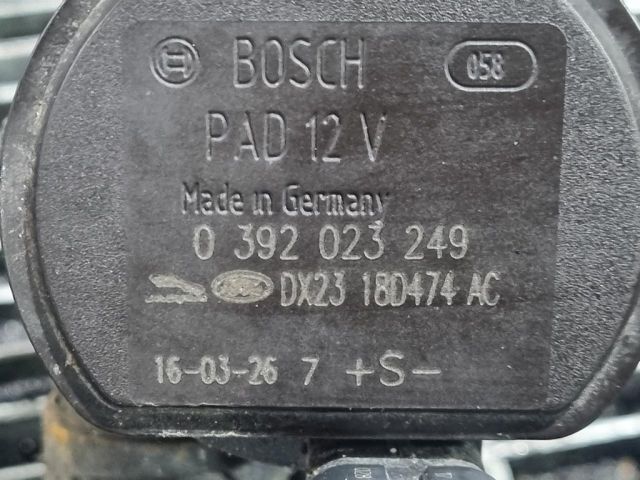 BOSCH 058
PAD 12 V
Made in Germany
0 392 023 249
DX23 18D474 AC
16-03-26 7 +S-